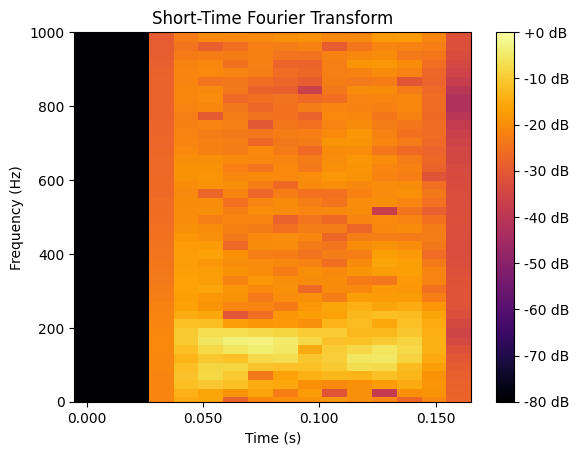 Short-Time Fourier Transform
1000
800
600
400
200
0
Frequency (Hz)
0.000
0.050
0.100
0.150
Time (s)
+0 dB
-10 dB
-20 dB
-30 dB
-40 dB
-50 dB
-60 dB
-70 dB
-80 dB